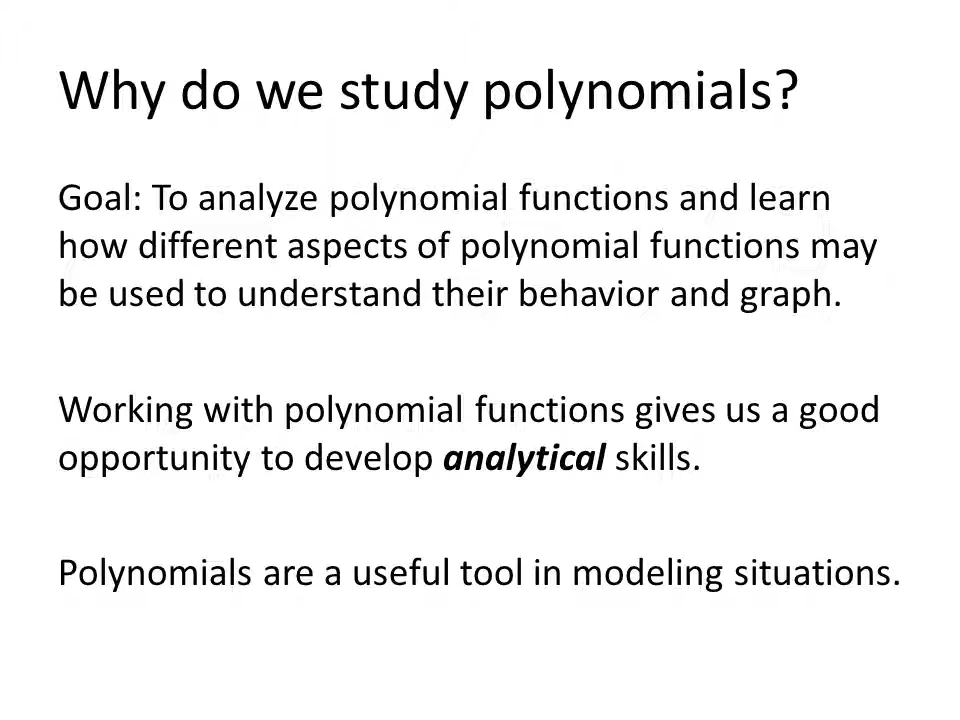 Why do we study polynomials?
Goal: To analyze polynomial functions and learn
how different aspects of polynomial functions may
be used to understand their behavior and graph.
Working with polynomial functions gives us a good
opportunity to develop analytical skills.
Polynomials are a useful tool in modeling situations.